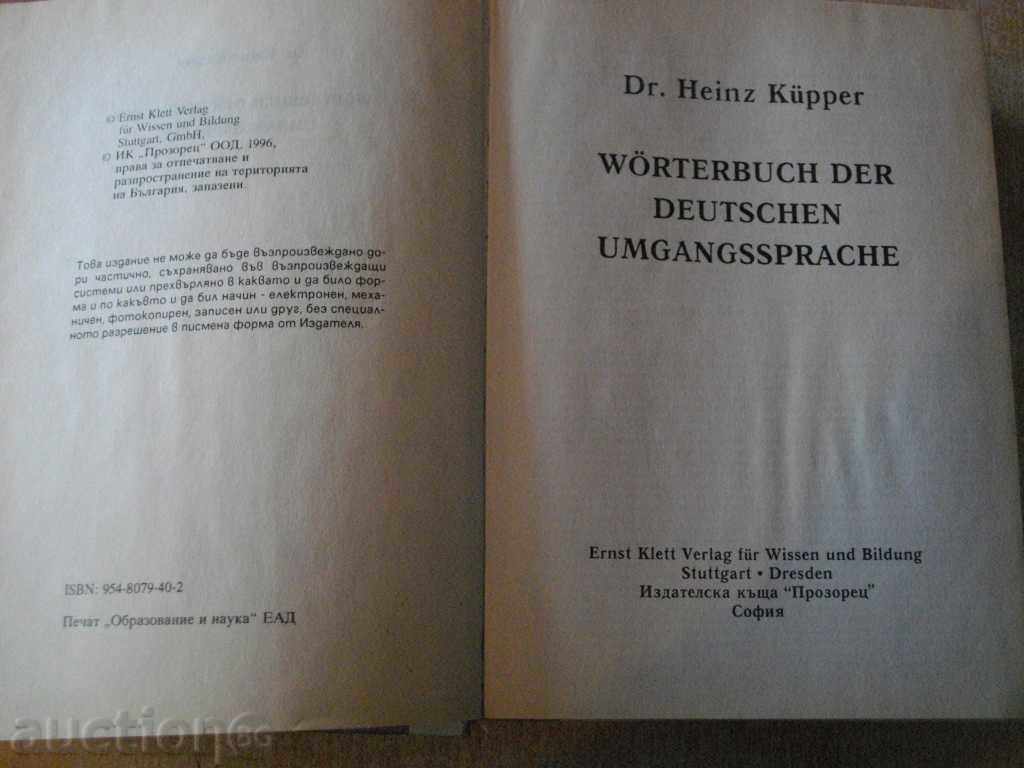 © Ernst Klett Verlag
für Wissen und Bildung
Stuttgart, GmbH,
© ИК „Прозорец" ООД, 1996,
права за отпечатване и
разпространение на територията
на България, запазени.
Това издание не може да бъде възпроизвеждано до-
ри частично, съхранявано във възпроизвеждащи
системи или прехвърляно в каквато и да било фор-
ма и по какъвто и да бил начин - електронен, меха-
ничен, фотокопирен, записен или друг, без специал-
ното разрешение в писмена форма от Издателя.
ISBN: 954-8079-40-2
Печат „Образование и наука" ЕАД
Dr. Heinz Küpper
WÖRTERBUCH DER
DEUTSCHEN
UMGANGSSPRACHE
Ernst Klett Verlag für Wissen und Bildung
Stuttgart • Dresden
Издателска къща "Прозорец"
София
auction.bg